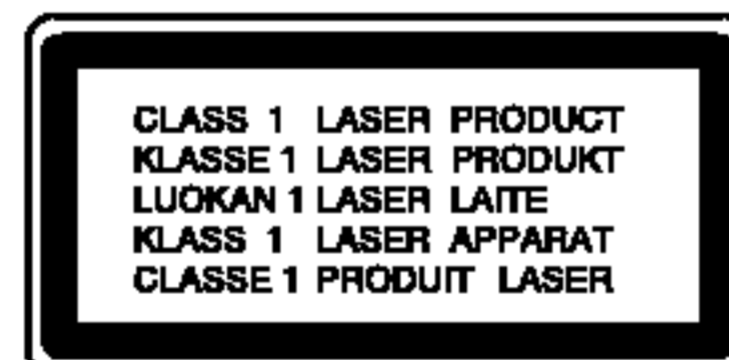 CLASS 1 LASER PRODUCT
KLASSE 1 LASER PRODUKT
LUOKAN 1 LASER LAITE
KLASS 1 LASER APPARAT
CLASSE 1 PRODUIT LASER